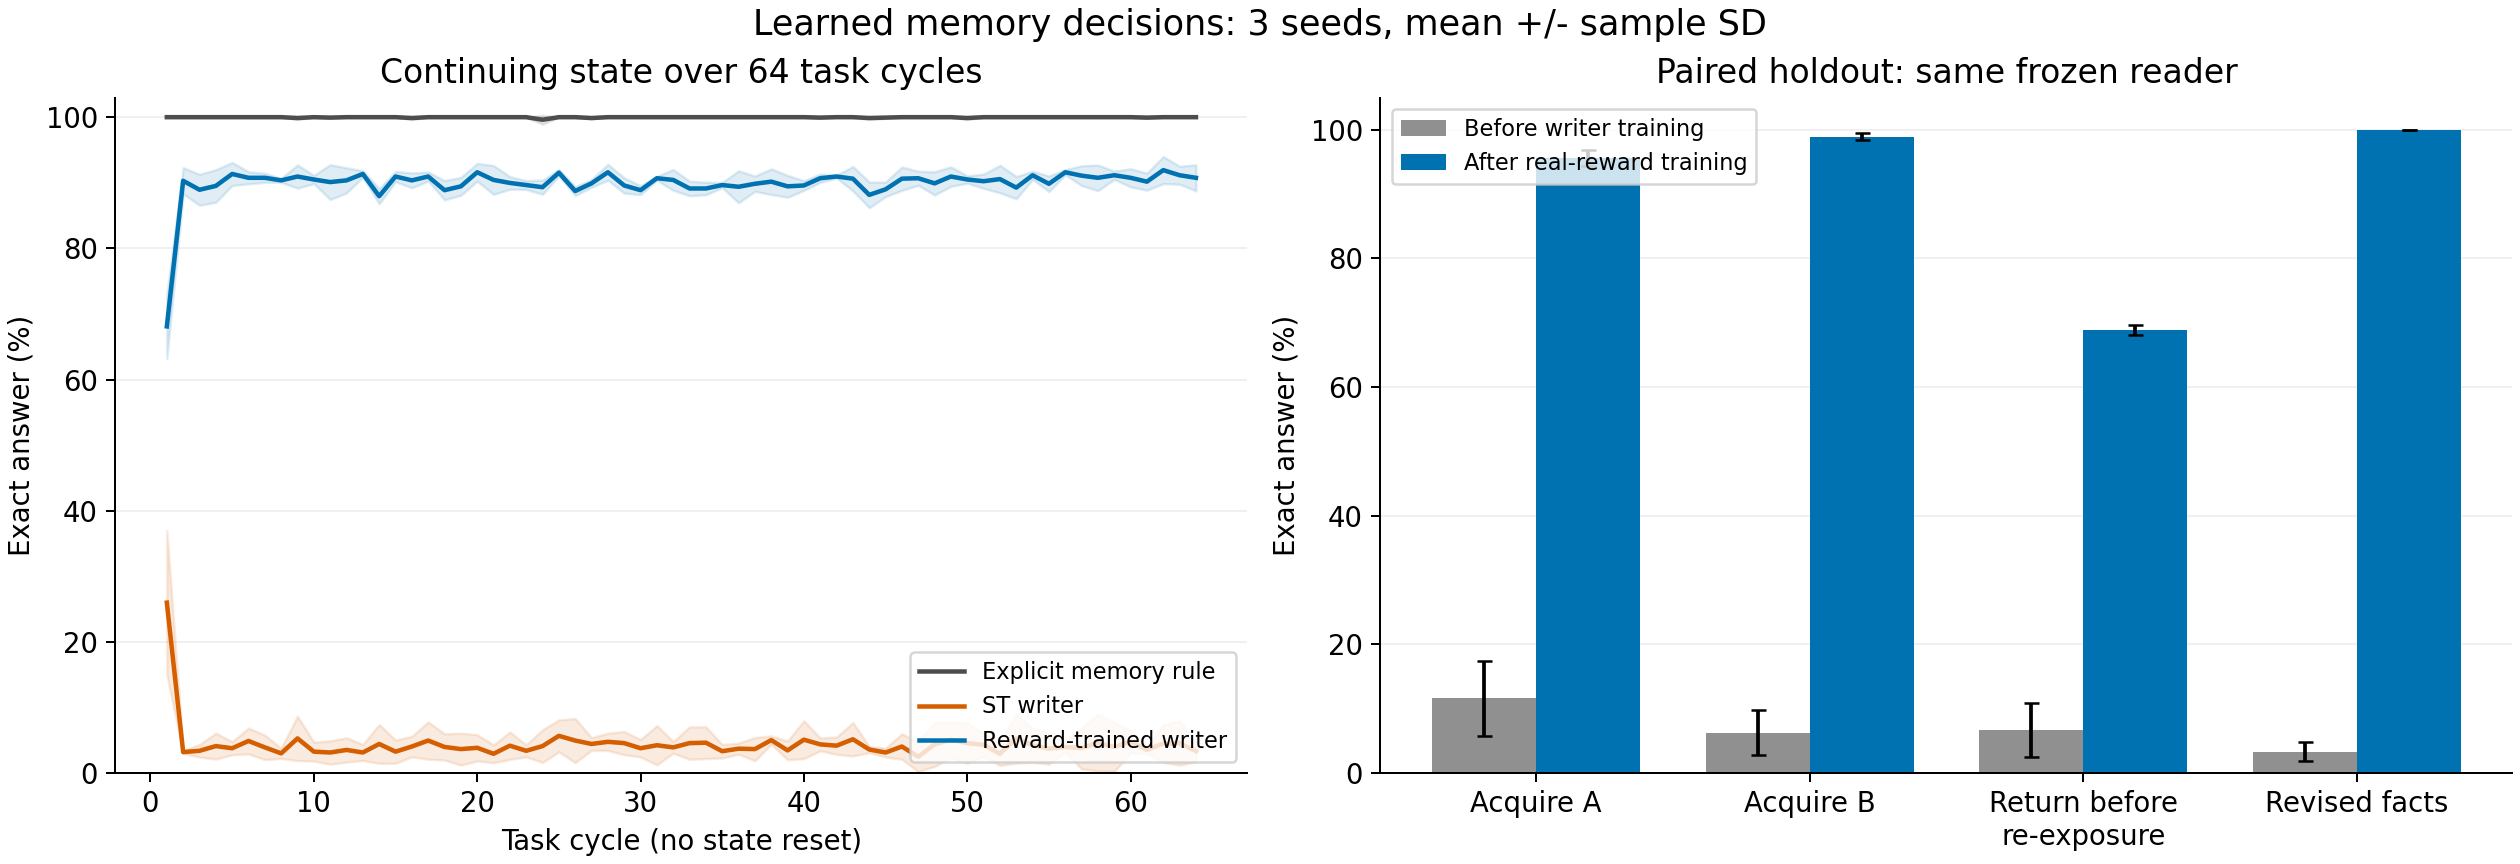 Learned memory decisions: 3 seeds, mean +/- sample SD
Continuing state over 64 task cycles
Exact answer (%)
100
80
60
40
20
0
0 10 20 30 40 50 60
Task cycle (no state reset)
Explicit memory rule
ST writer
Reward-trained writer
Paired holdout: same frozen reader
Exact answer (%)
100
80
60
40
20
0
Before writer training
After real-reward training
Acquire A
Acquire B
Return before
re-exposure
Revised facts